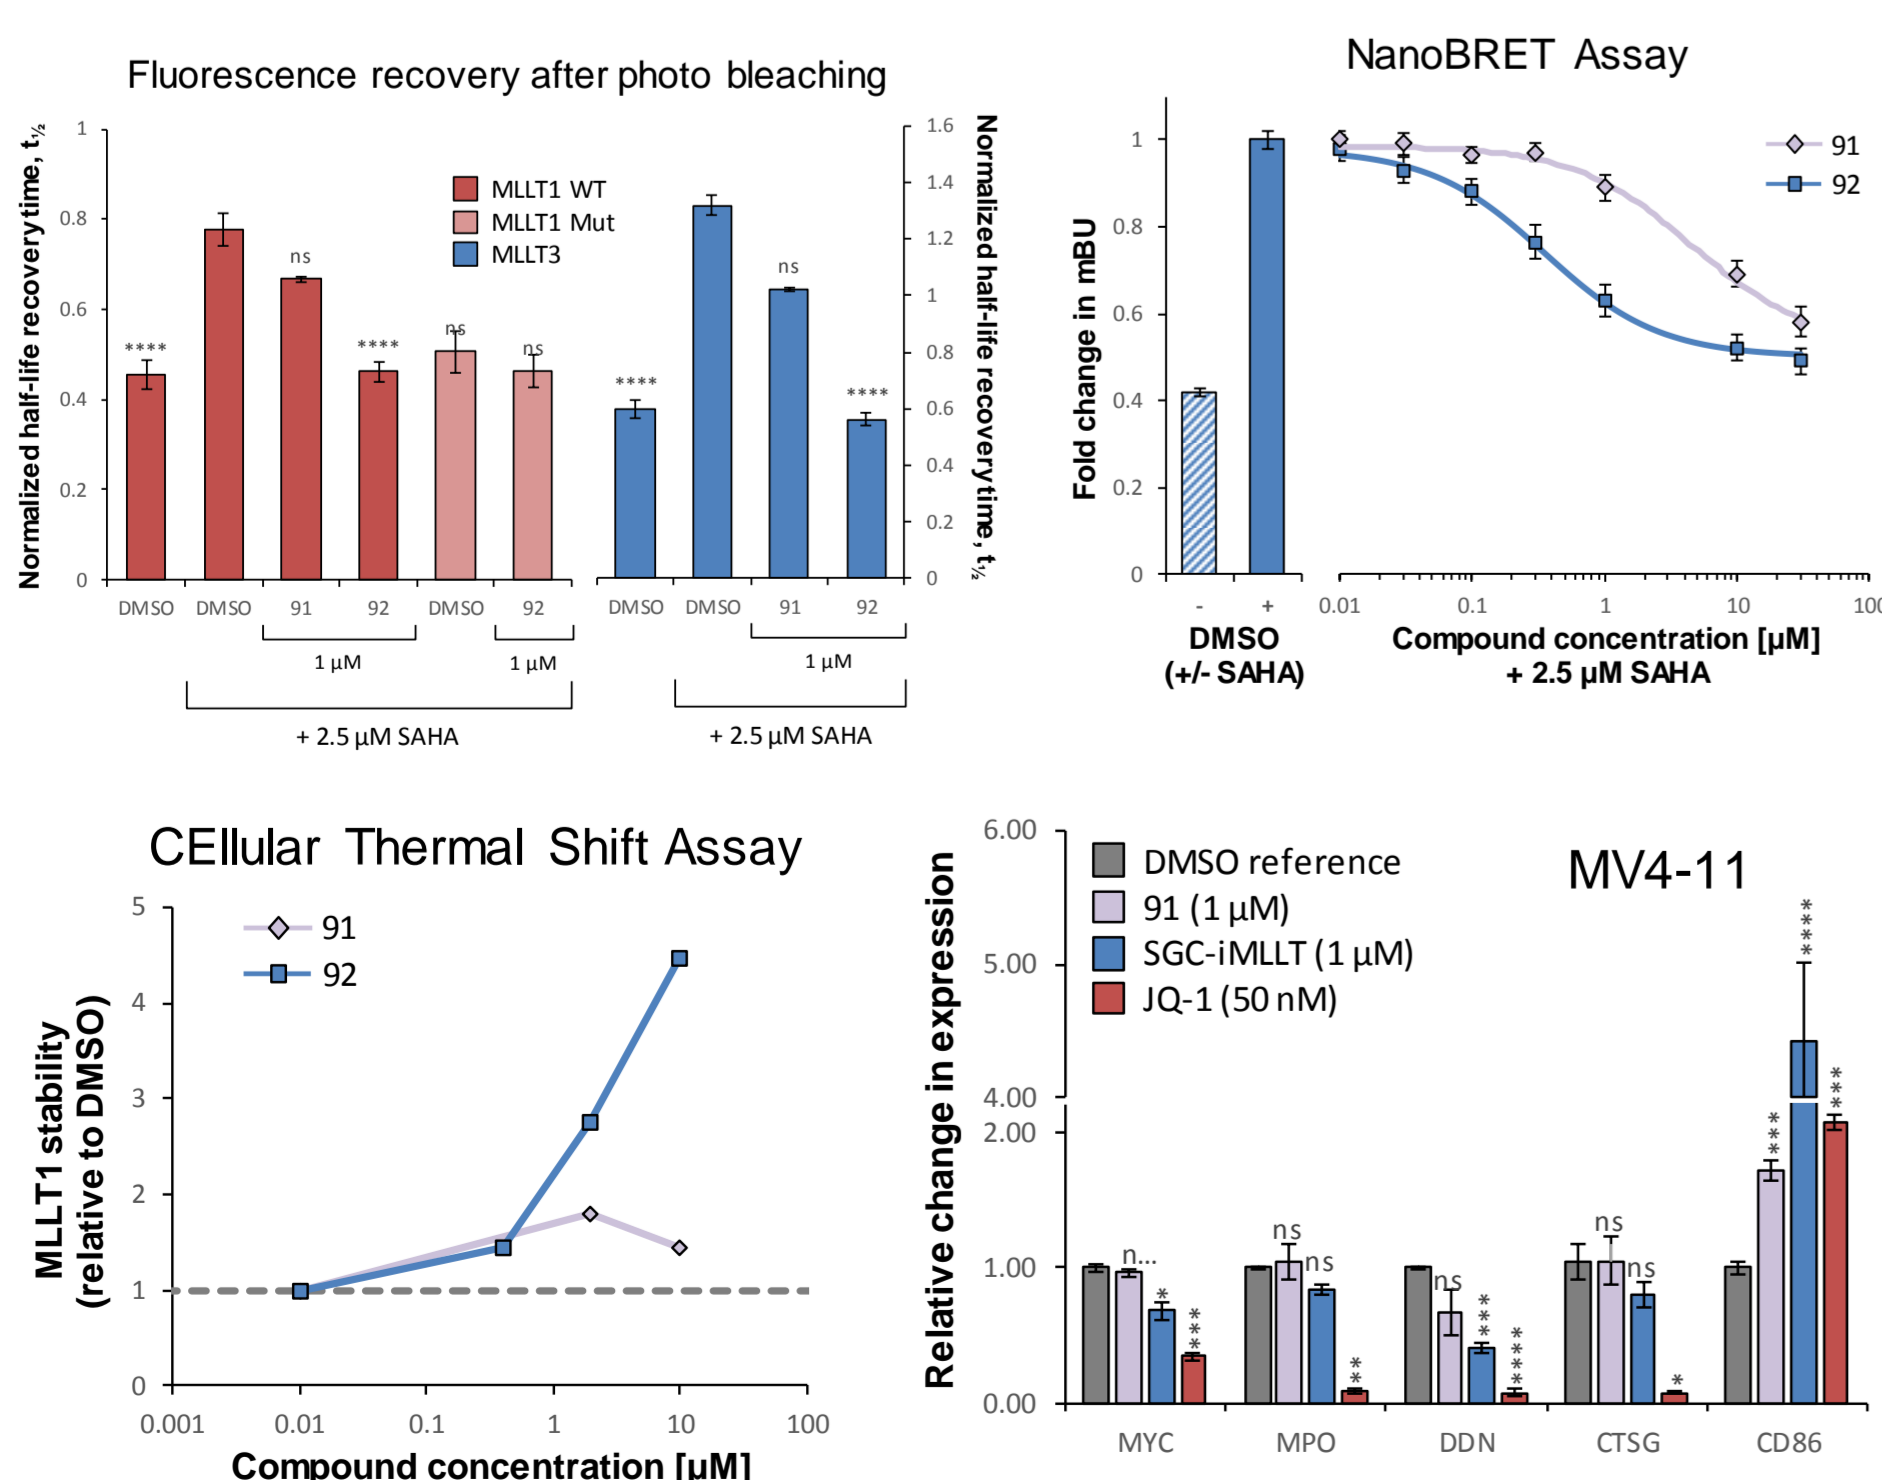 Fluorescence recovery after photo bleaching
Normalized half-life recoverytime, t½
1
0.8
0.6
0.4
0.2
0
MLLT1 WT
MLLT1 Mut
MLLT3
****
ns
****
ns
ns
****
ns
****
1.6
1.4
1.2
1
0.8
0.6
0.4
0.2
0
Normalized half-life recoverytime, t½
DMSO DMSO 91 92 DMSO 92 DMSO DMSO 91 92
1 µM 1 µM 1 µM
+ 2.5 µM SAHA + 2.5 µM SAHA
NanoBRET Assay
Fold change in mBU
1
0.8
0.6
0.4
0.2
0
91
92
- + 0.01 0.1 1 10 100
DMSO
(+/- SAHA)
Compound concentration [µM]
+ 2.5 µM SAHA
CEllular Thermal Shift Assay
MLLT1 stability
(relative to DMSO)
5
4
3
2
1
0
91
92
0.001 0.01 0.1 1 10 100
Compound concentration [µM]
MV4-11
Relative change in expression
6.00
5.00
4.00
2.00
1.00
0.00
DMSO reference
91 (1 µM)
SGC-iMLLT (1 µM)
JQ-1 (50 nM)
n... * ***
ns ns **
ns *** ****
ns ns *
*** **** ***
MYC MPO DDN CTSG CD86